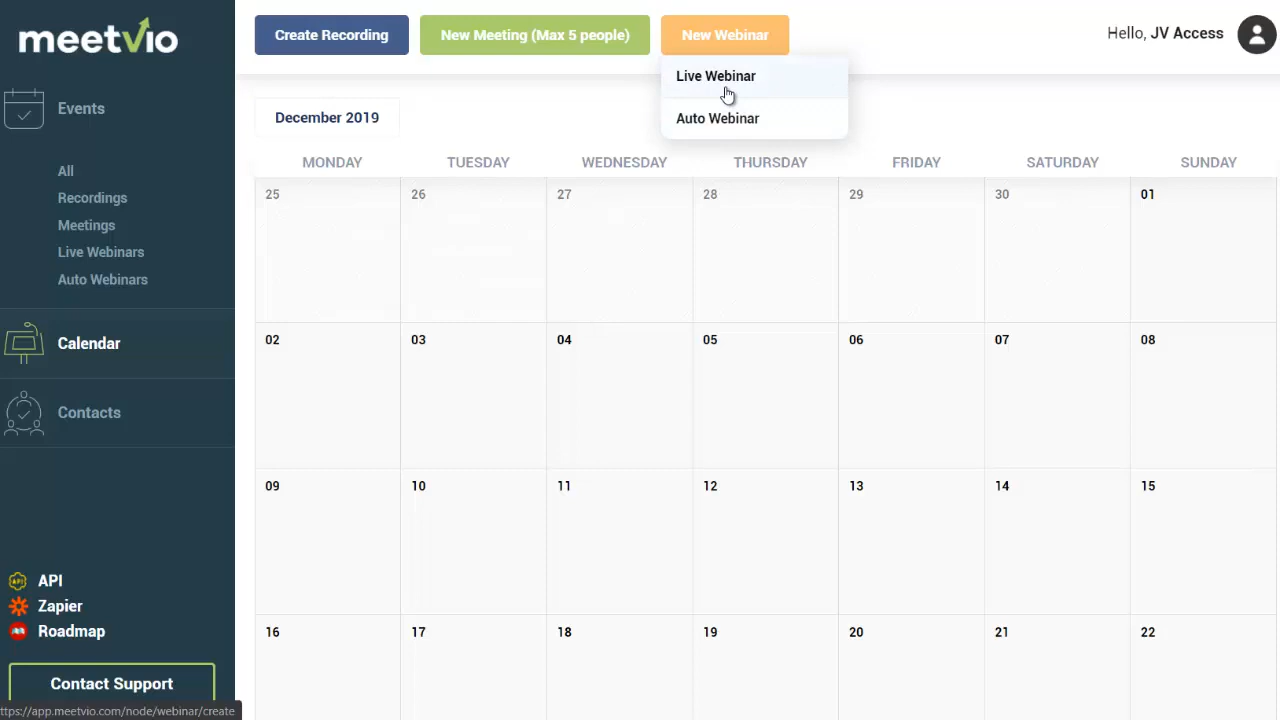 meetvio
Create Recording
New Meeting (Max 5 people)
New Webinar
Hello, JV Access
Live Webinar
Auto Webinar
Events
All
Recordings
Meetings
Live Webinars
Auto Webinars
Calendar
Contacts
API
Zapier
Roadmap
Contact Support
ttps://app.meetvio.com/node/webinar/create
December 2019
MONDAY TUESDAY WEDNESDAY THURSDAY FRIDAY SATURDAY SUNDAY
25 26 27 28 29 30 01
02 03 04 05 06 07 08
09 10 11 12 13 14 15
16 17 18 19 20 21 22